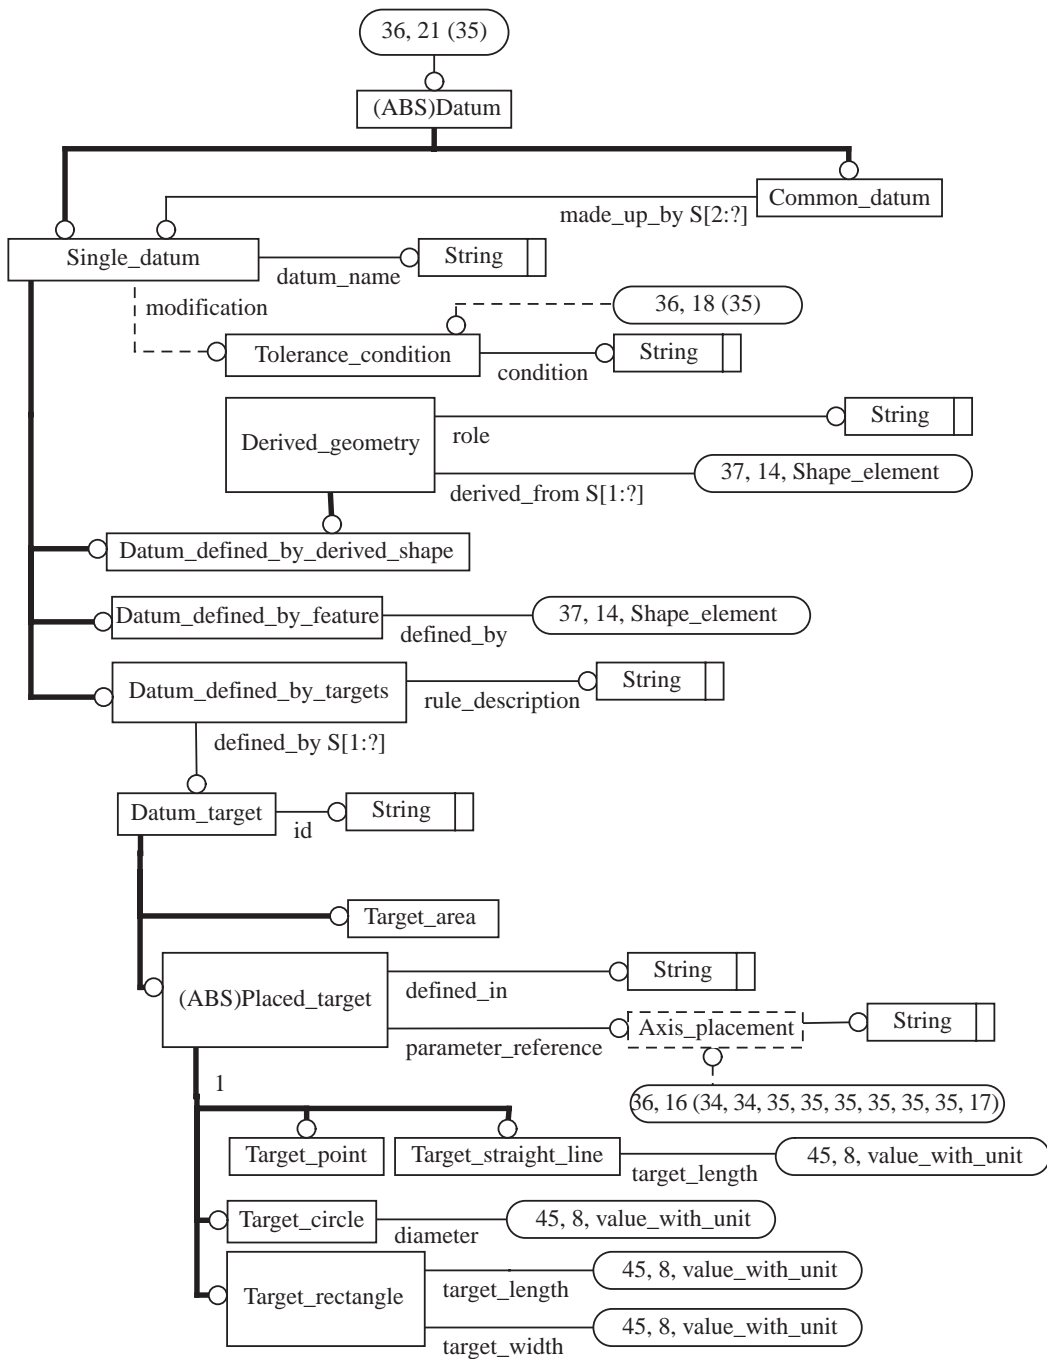 36, 21 (35)
(ABS)Datum
Common_datum
made_up_by S[2:?]
Single_datum
datum_name
String
modification
36, 18 (35)
Tolerance_condition
condition
String
Derived_geometry
role
String
derived_from S[1:?]
37, 14, Shape_element
Datum_defined_by_derived_shape
Datum_defined_by_feature
defined_by
37, 14, Shape_element
Datum_defined_by_targets
rule_description
String
defined_by S[1:?]
Datum_target
id
String
Target_area
(ABS)Placed_target
defined_in
String
parameter_reference
Axis_placement
String
36, 16 (34, 34, 35, 35, 35, 35, 35, 35, 17)
1
Target_point
Target_straight_line
target_length
45, 8, value_with_unit
Target_circle
diameter
45, 8, value_with_unit
Target_rectangle
target_length
45, 8, value_with_unit
target_width
45, 8, value_with_unit